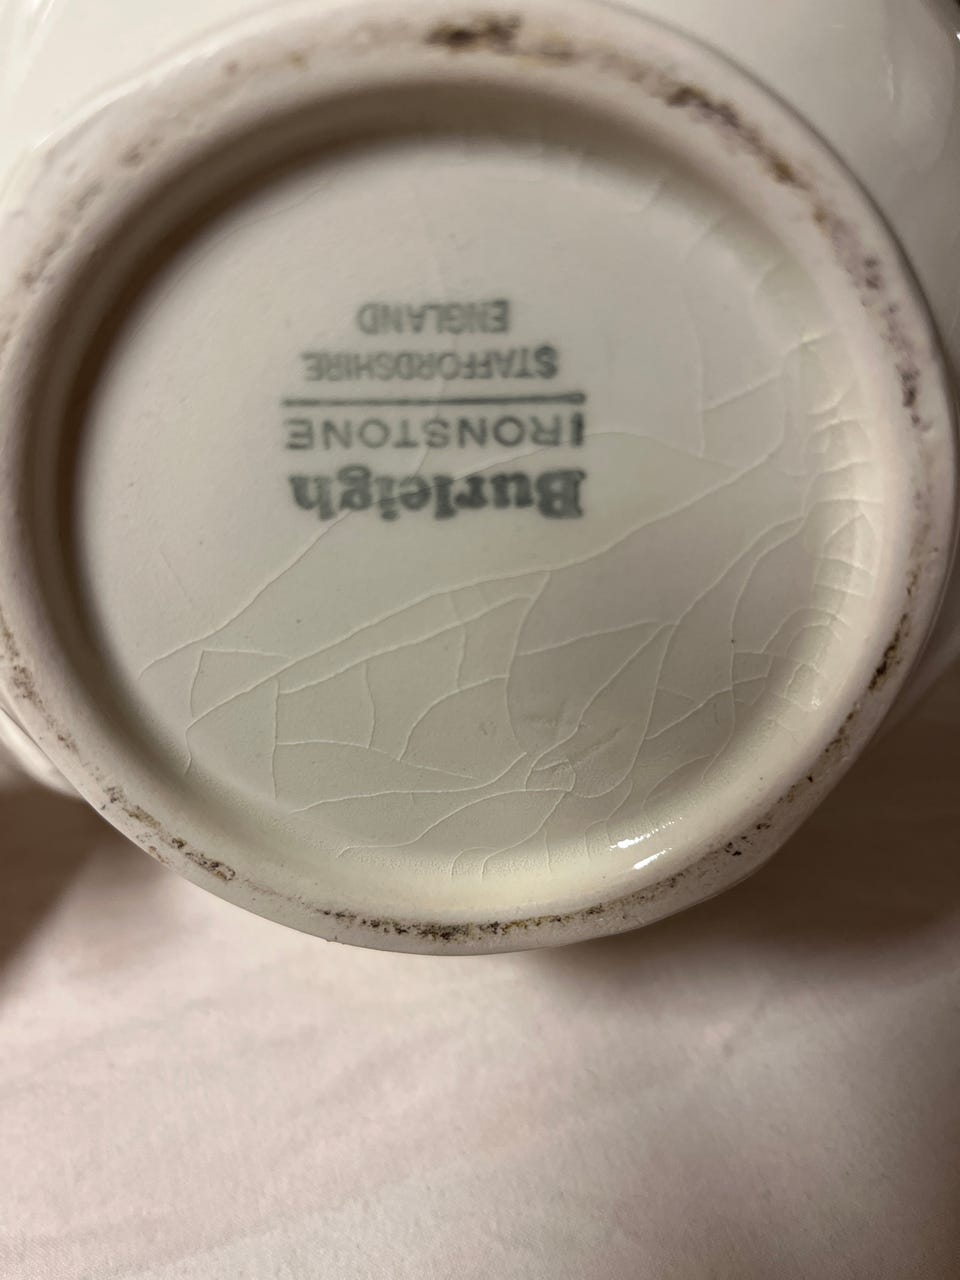 Burleigh
IRONSTONE
STAFFORDSHIRE
ENGLAND